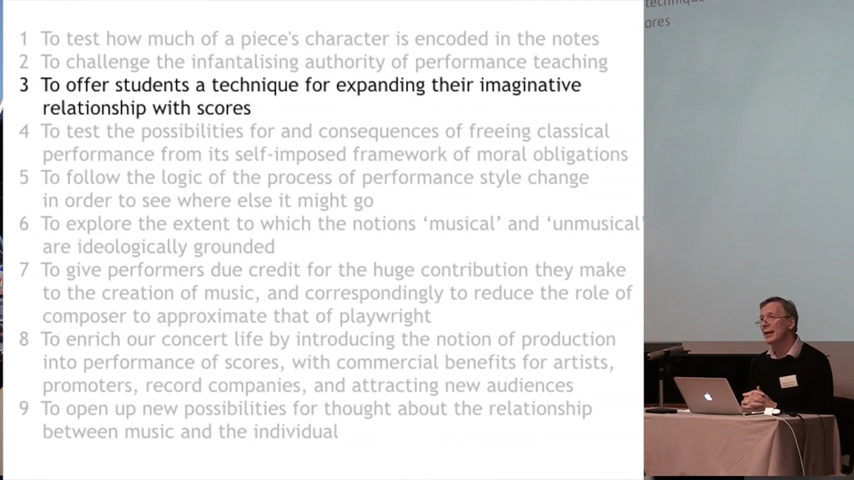 1 To test how much of a piece's character is encoded in the notes
2 To challenge the infantalising authority of performance teaching
3 To offer students a technique for expanding their imaginative
relationship with scores
4 To test the possibilities for and consequences of freeing classical
performance from its self-imposed framework of moral obligations
5 To follow the logic of the process of performance style change
in order to see where else it might go
6 To explore the extent to which the notions ‘musical’ and ‘unmusical’
are ideologically grounded
7 To give performers due credit for the huge contribution they make
to the creation of music, and correspondingly to reduce the role of
composer to approximate that of playwright
8 To enrich our concert life by introducing the notion of production
into performance of scores, with commercial benefits for artists,
promoters, record companies, and attracting new audiences
9 To open up new possibilities for thought about the relationship
between music and the individual
technique
ores